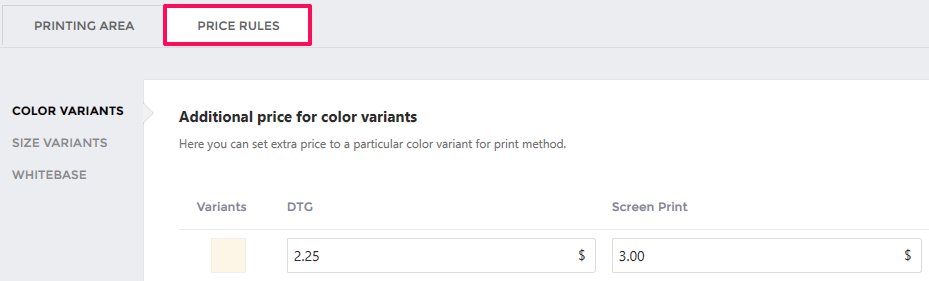 PRINTING AREA PRICE RULES
COLOR VARIANTS
SIZE VARIANTS
WHITEBASE
Additional price for color variants
Here you can set extra price to a particular color variant for print method.
Variants DTG Screen Print
2.25 $ 3.00 $